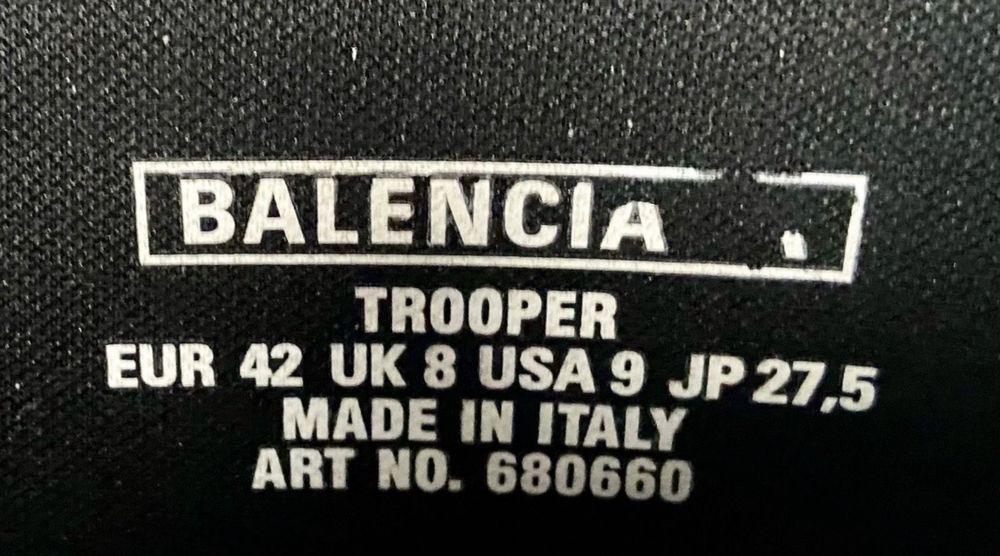 BALENCIA
TROOPER
EUR 42 UK 8 USA 9 JP 27,5
MADE IN ITALY
ART NO. 680660